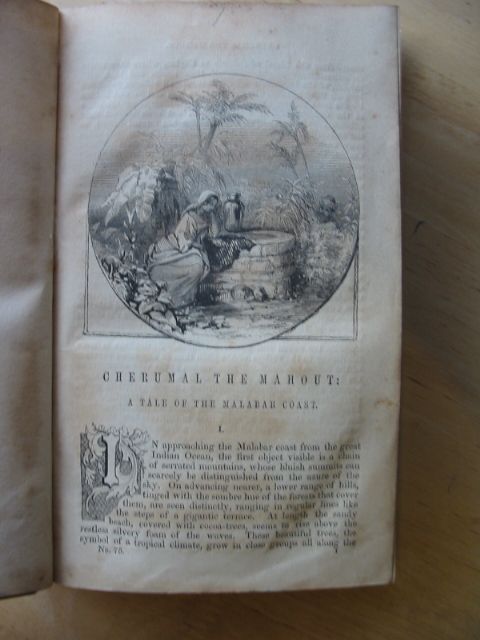 CHERUMAL THE MAHOUT:
A TALE OF THE MALABAR COAST.
I.
IN approaching the Malabar coast from the great
Indian Ocean, the first object visible is a chain
of serrated mountains, whose bluish summits can
scarcely be distinguished from the azure of the
sky. On advancing nearer, a lower range of hills,
tinged with the sombre hue of the forests that cover
them, are seen distinctly, ranging in regular lines like
the steps of a gigantic terrace. At length the sandy
beach, covered with cocoa-trees, seems to rise above the
restless silvery foam of the waves. These beautiful trees, the
symbol of a tropical climate, grow in close groups all along the
No. 75.